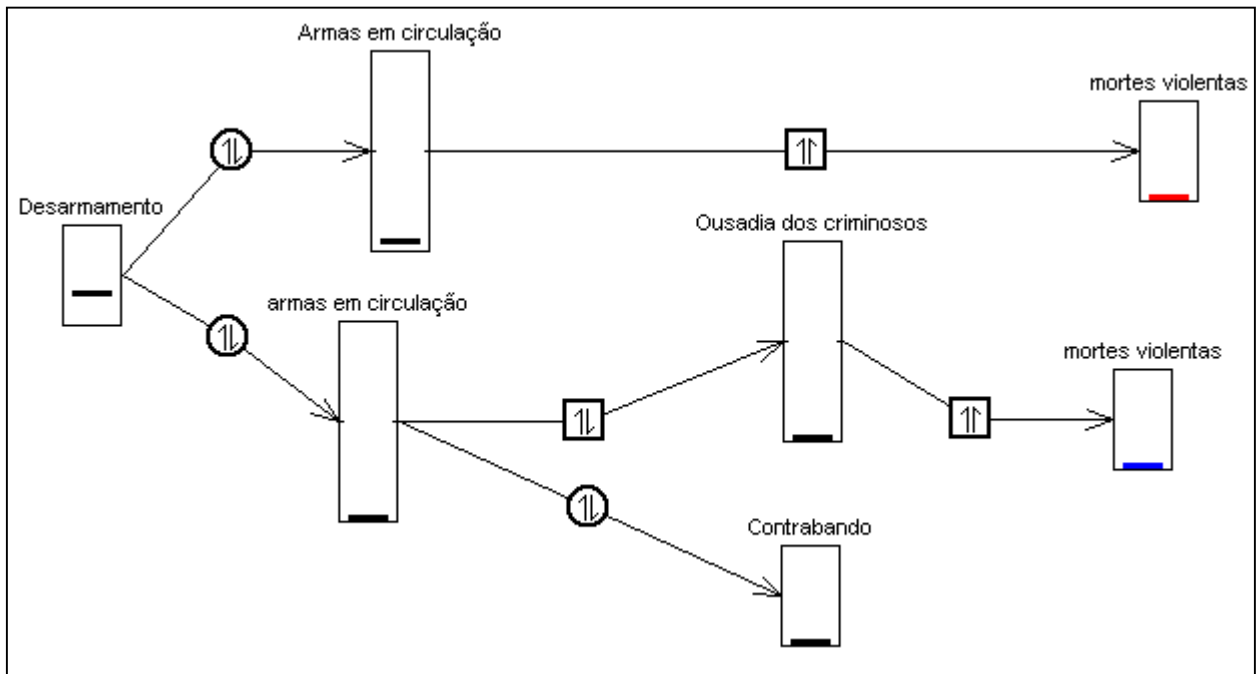 Armas em circulação
mortes violentas
Desarmamento
Ousadia dos criminosos
armas em circulação
mortes violentas
Contrabando